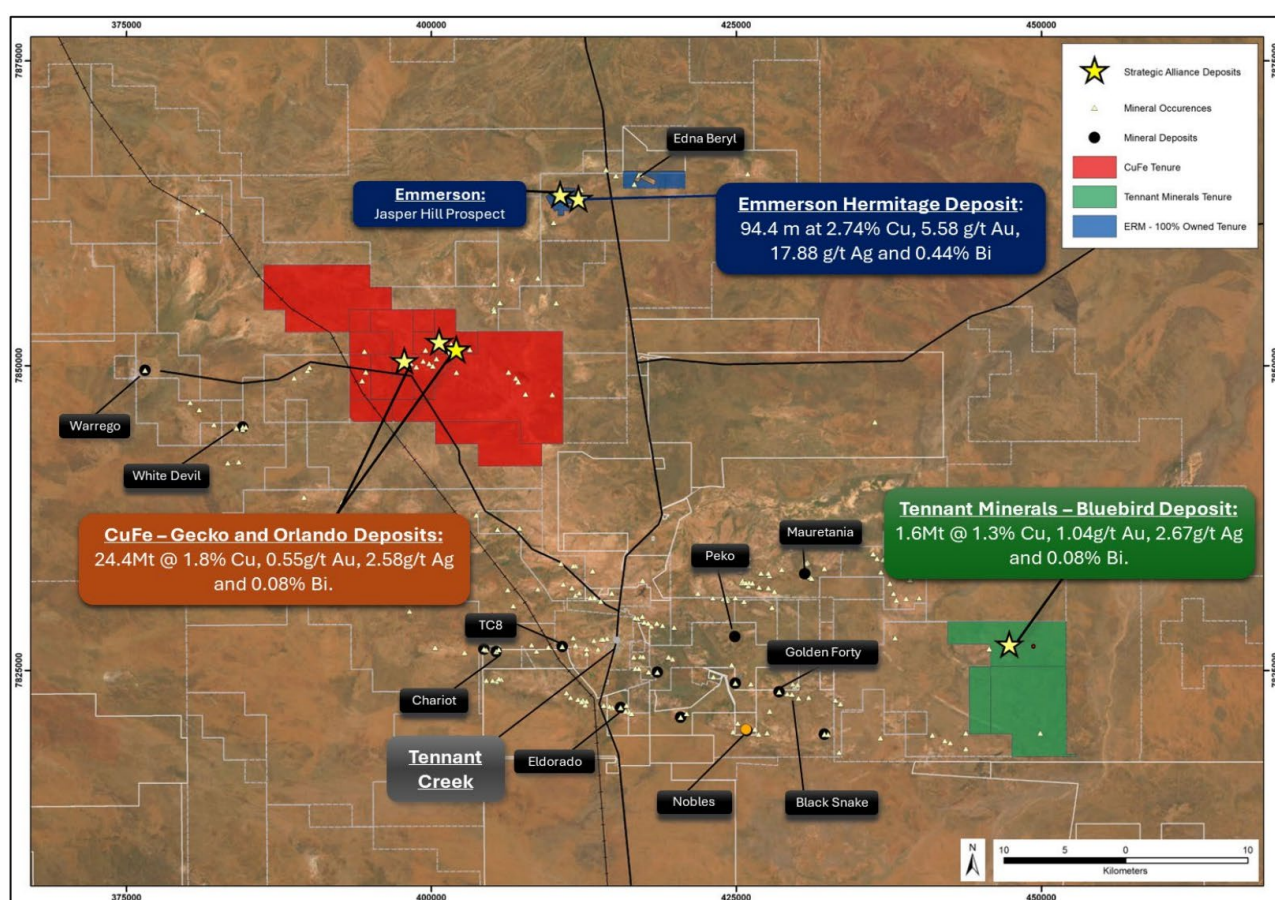 375000
400000
425000
450000
7875000
7875000
Strategic Alliance Deposits
Mineral Occurences
Mineral Deposits
CuFe Tenure
Tennant Minerals Tenure
ERM - 100% Owned Tenure
Edna Beryl
Emmerson:
Jasper Hill Prospect
Emmerson Hermitage Deposit:
94.4 m at 2.74% Cu, 5.58 g/t Au,
17.88 g/t Ag and 0.44% Bi
7850000
7850000
Warrego
White Devil
CuFe – Gecko and Orlando Deposits:
24.4Mt @ 1.8% Cu, 0.55g/t Au, 2.58g/t Ag
and 0.08% Bi.
Tennant Minerals – Bluebird Deposit:
1.6Mt @ 1.3% Cu, 1.04g/t Au, 2.67g/t Ag
and 0.08% Bi.
Mauretania
Peko
TC8
Golden Forty
7825000
7825000
Chariot
Tennant
Creek
Eldorado
Nobles
Black Snake
N
10
5
0
10
Kilometers
375000
400000
425000
450000